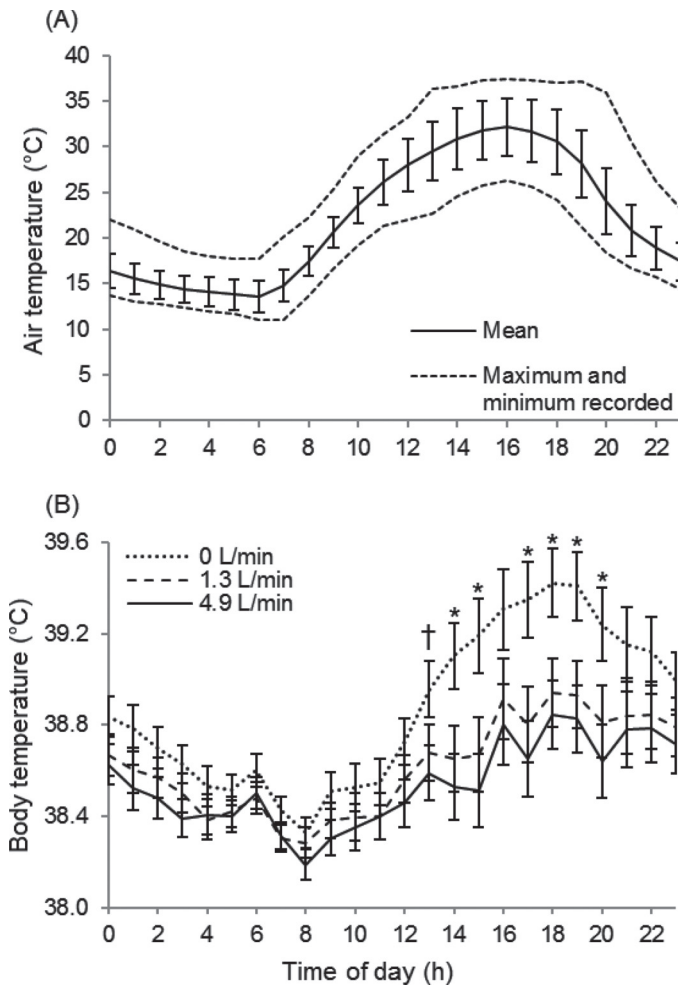 (A)
Air temperature (°C)
40
35
30
25
20
15
10
5
0
Mean
Maximum and
minimum recorded
0 2 4 6 8 10 12 14 16 18 20 22
(B)
Body temperature (°C)
39.6
39.2
38.8
38.4
38.0
0 L/min
1.3 L/min
4.9 L/min
† * * * * * *
0 2 4 6 8 10 12 14 16 18 20 22
Time of day (h)